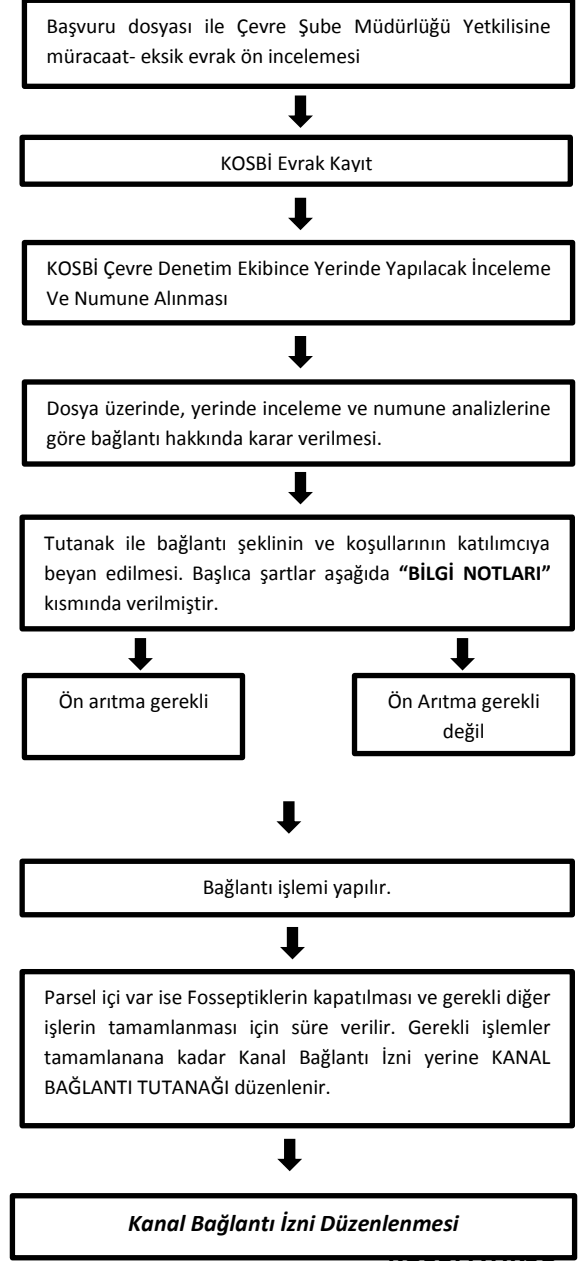 Başvuru dosyası ile Çevre Şube Müdürlüğü Yetkilisine
müracaat- eksik evrak ön incelemesi
KOSBİ Evrak Kayıt
KOSBİ Çevre Denetim Ekibince Yerinde Yapılacak İnceleme
Ve Numune Alınması
Dosya üzerinde, yerinde inceleme ve numune analizlerine
göre bağlantı hakkında karar verilmesi.
Tutanak ile bağlantı şeklinin ve koşullarının katılımcıya
beyan edilmesi. Başlıca şartlar aşağıda “BİLGİ NOTLARI”
kısmında verilmiştir.
Ön arıtma gerekli
Ön Arıtma gerekli
değil
Bağlantı işlemi yapılır.
Parsel içi var ise Fosseptiklerin kapatılması ve gerekli diğer
işlerin tamamlanması için süre verilir. Gerekli işlemler
tamamlanana kadar Kanal Bağlantı İzni yerine KANAL
BAĞLANTI TUTANAĞI düzenlenir.
Kanal Bağlantı İzni Düzenlenmesi